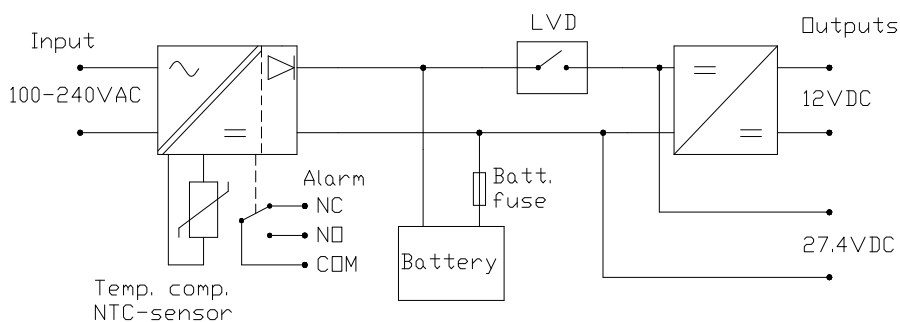 LVD
Outputs
Input
100-240VAC
12VDC
Alarm
NC
NO
COM
Batt.
fuse
Battery
27.4VDC
Temp. comp.
NTC-sensor